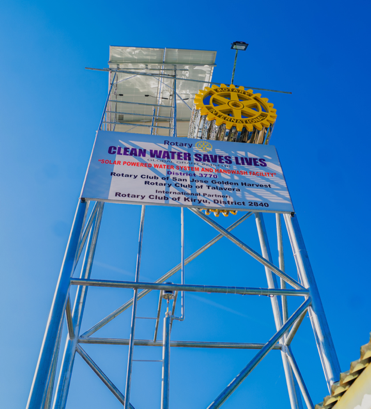 Rotary
CLEAN WATER SAVES LIVES
"SOLAR POWERED WATER SYSTEM AND HANDWASH FACILITY"
District 3770
Rotary Club of San Jose Golden Harvest
Rotary Club of Talavera
International Partner:
Rotary Club of Kiryu, District 2840